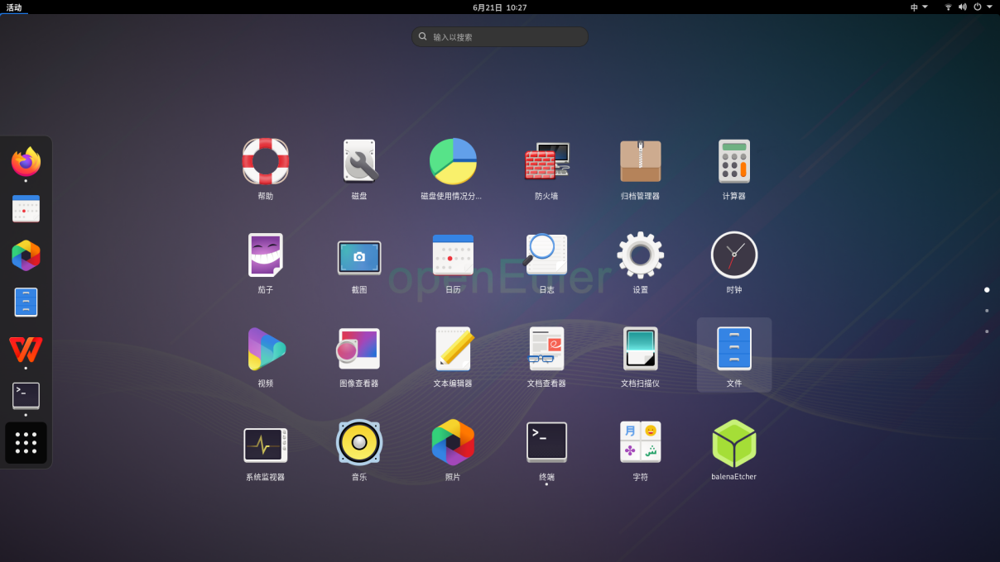 活动
6月21日 10:27
中
输入以搜索
帮助
磁盘
磁盘使用情况分...
防火墙
归档管理器
计算器
茄子
截图
日历
日志
设置
时钟
openEuler
视频
图像查看器
文本编辑器
文档查看器
文档扫描仪
文件
系统监视器
音乐
照片
>_
终端
月
ش
字符
balenaEtcher
>_